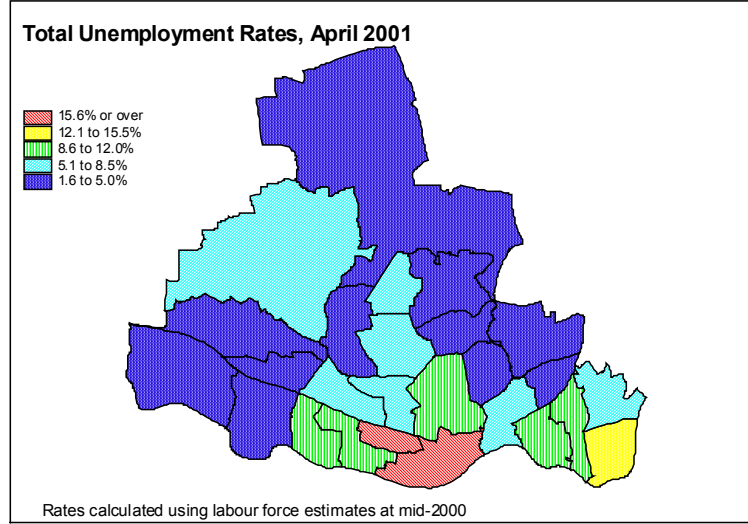 Total Unemployment Rates, April 2001
15.6% or over
12.1 to 15.5%
8.6 to 12.0%
5.1 to 8.5%
1.6 to 5.0%
Rates calculated using labour force estimates at mid-2000